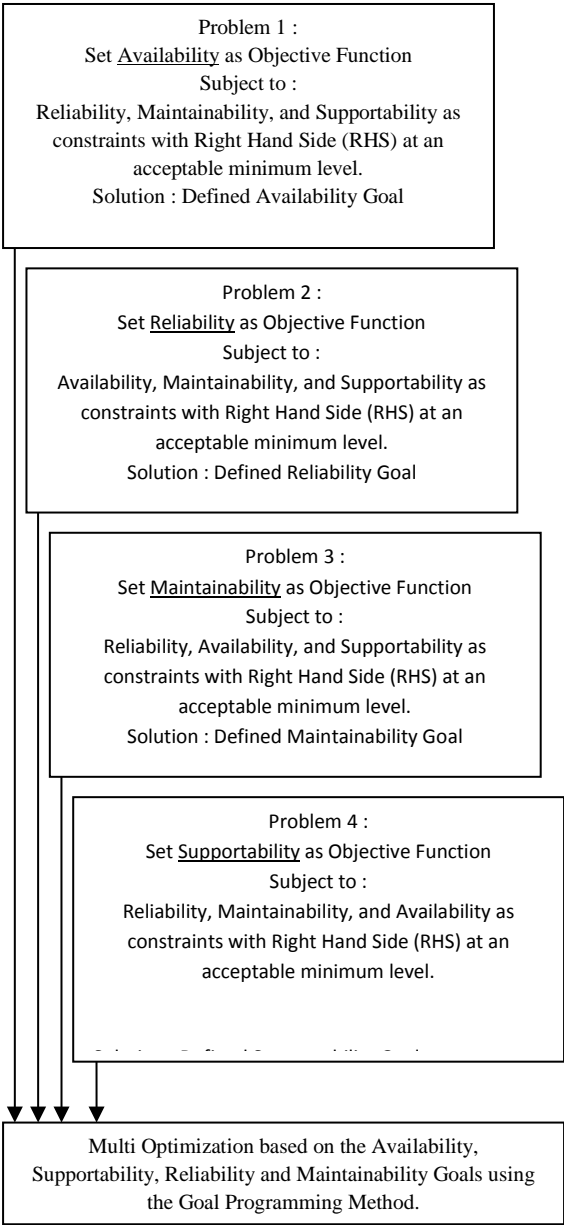 Problem 1 :
Set Availability as Objective Function
Subject to :
Reliability, Maintainability, and Supportability as
constraints with Right Hand Side (RHS) at an
acceptable minimum level.
Solution : Defined Availability Goal
Problem 2 :
Set Reliability as Objective Function
Subject to :
Availability, Maintainability, and Supportability as
constraints with Right Hand Side (RHS) at an
acceptable minimum level.
Solution : Defined Reliability Goal
Problem 3 :
Set Maintainability as Objective Function
Subject to :
Reliability, Availability, and Supportability as
constraints with Right Hand Side (RHS) at an
acceptable minimum level.
Solution : Defined Maintainability Goal
Problem 4 :
Set Supportability as Objective Function
Subject to :
Reliability, Maintainability, and Availability as
constraints with Right Hand Side (RHS) at an
acceptable minimum level.
Multi Optimization based on the Availability,
Supportability, Reliability and Maintainability Goals using
the Goal Programming Method.